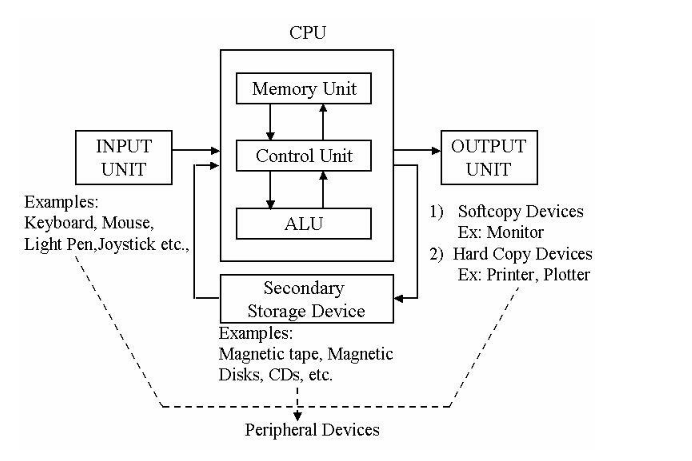 CPU
Memory Unit
INPUT
UNIT
Control Unit
OUTPUT
UNIT
ALU
Examples:
Keyboard, Mouse,
Light Pen,Joystick etc.,
1) Softcopy Devices
Ex: Monitor
2) Hard Copy Devices
Ex: Printer, Plotter
Secondary
Storage Device
Examples:
Magnetic tape, Magnetic
Disks, CDs, etc.
Peripheral Devices